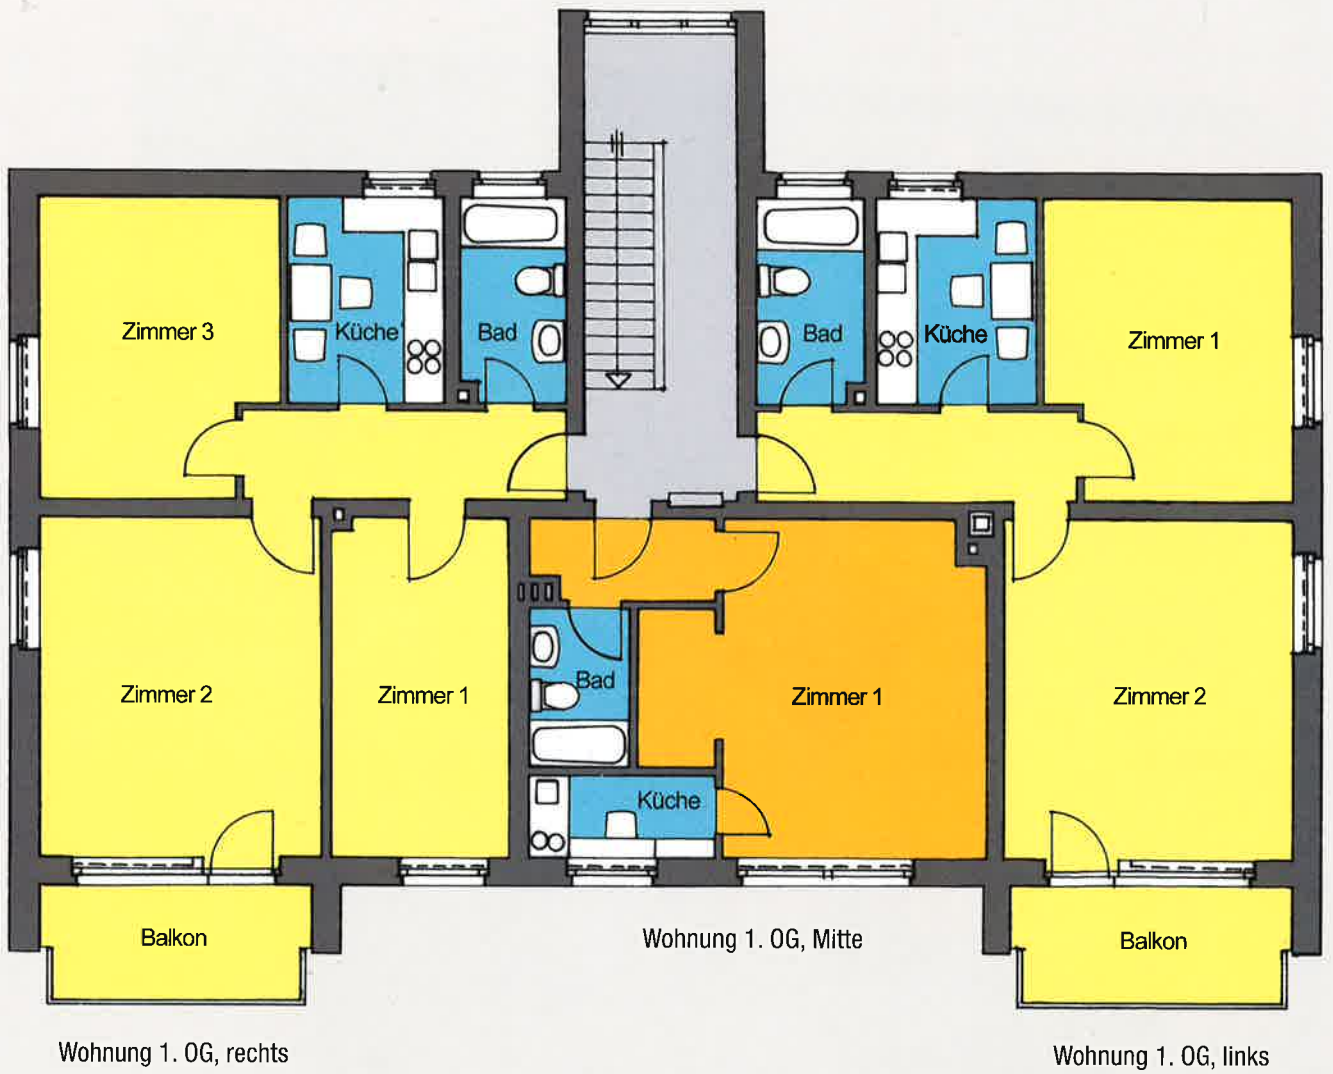 Zimmer 3
Küche
Bad
Bad
Küche
Zimmer 1
Zimmer 2
Zimmer 1
Bad
Zimmer 1
Zimmer 2
Küche
Balkon
Wohnung 1. OG, Mitte
Balkon
Wohnung 1. OG, rechts
Wohnung 1. OG, links